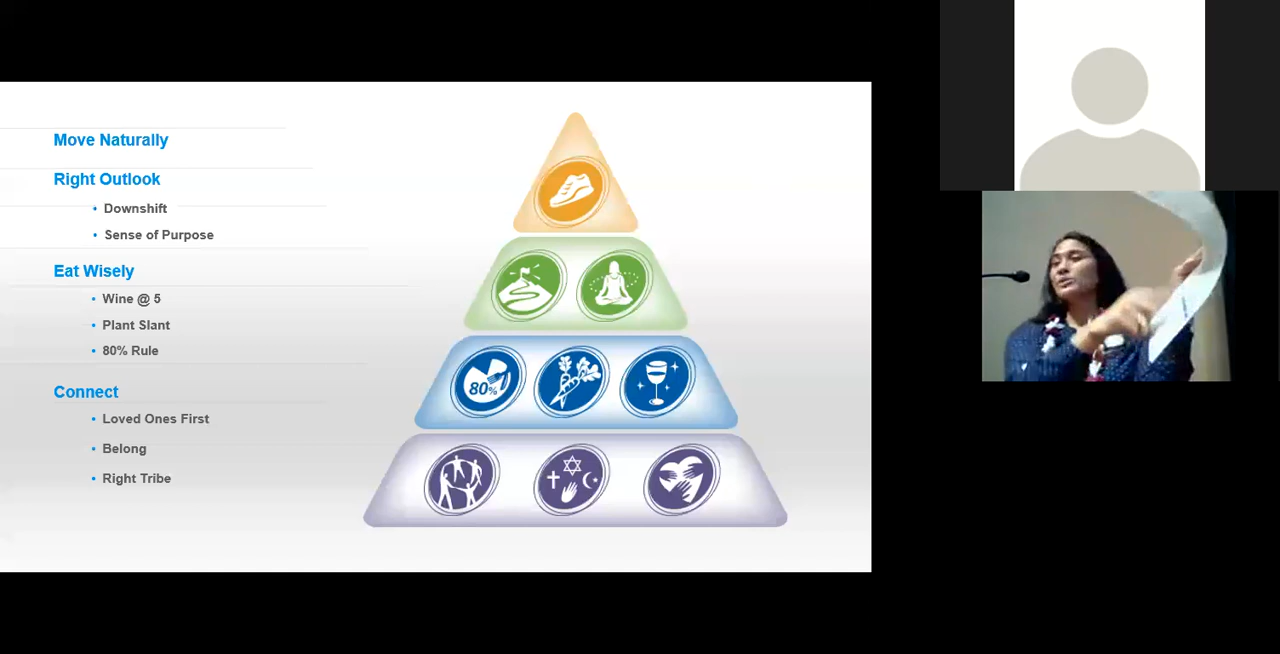 Move Naturally
Right Outlook
• Downshift
• Sense of Purpose
Eat Wisely
• Wine @ 5
• Plant Slant
• 80% Rule
Connect
• Loved Ones First
• Belong
• Right Tribe
80%